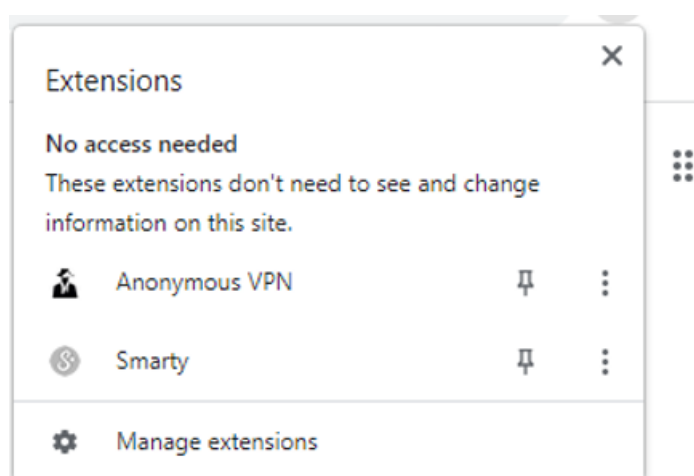 Extensions
No access needed
These extensions don't need to see and change
information on this site.
Anonymous VPN
Smarty
Manage extensions